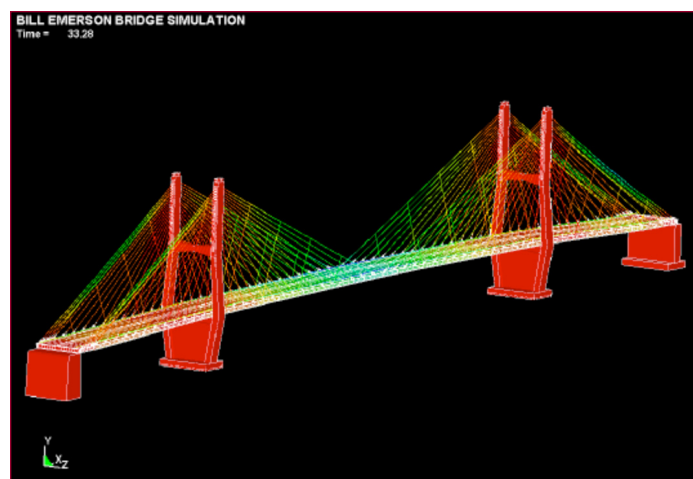 BILL EMERSON BRIDGE SIMULATION
Time = 33.28
Y
X Z